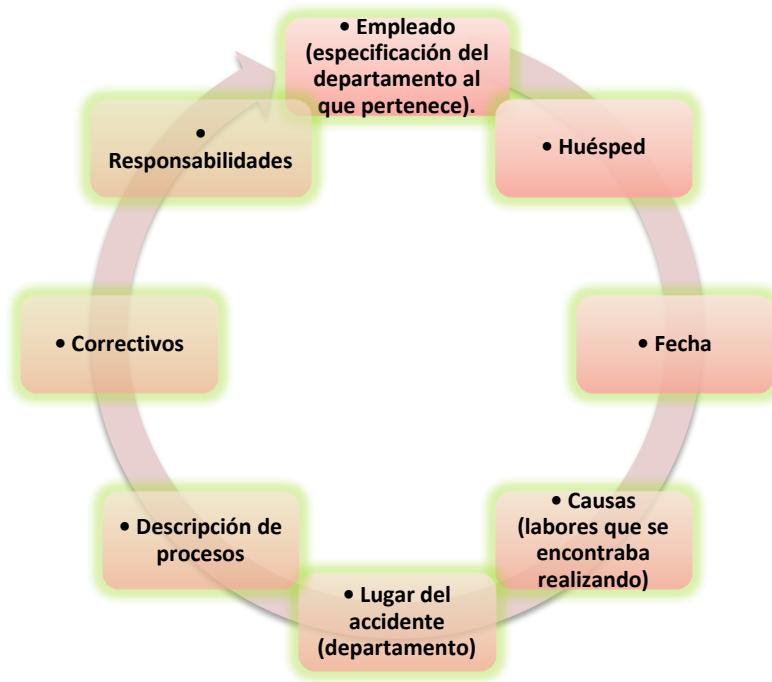 • Empleado
(especificación del
departamento al
que pertenece).
• Huésped
• Fecha
• Causas
(labores que se
encontraba
realizando)
• Lugar del
accidente
(departamento)
• Descripción de
procesos
• Correctivos
•
Responsabilidades